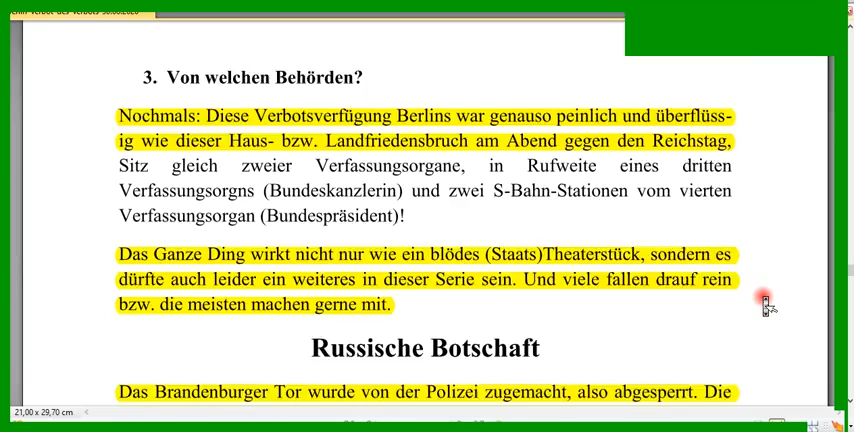 3. Von welchen Behörden?
Nochmals: Diese Verbotsverfügung Berlins war genauso peinlich und überflüss-
ig wie dieser Haus- bzw. Landfriedensbruch am Abend gegen den Reichstag,
Sitz gleich zweier Verfassungsorgane, in Rufweite eines dritten
Verfassungsorgns (Bundeskanzlerin) und zwei S-Bahn-Stationen vom vierten
Verfassungsorgan (Bundespräsident)!
Das Ganze Ding wirkt nicht nur wie ein blödes (Staats)Theaterstück, sondern es
dürfte auch leider ein weiteres in dieser Serie sein. Und viele fallen drauf rein
bzw. die meisten machen gerne mit.
Russische Botschaft
Das Brandenburger Tor wurde von der Polizei zugemacht, also abgesperrt. Die
21,00 x 29,70 cm